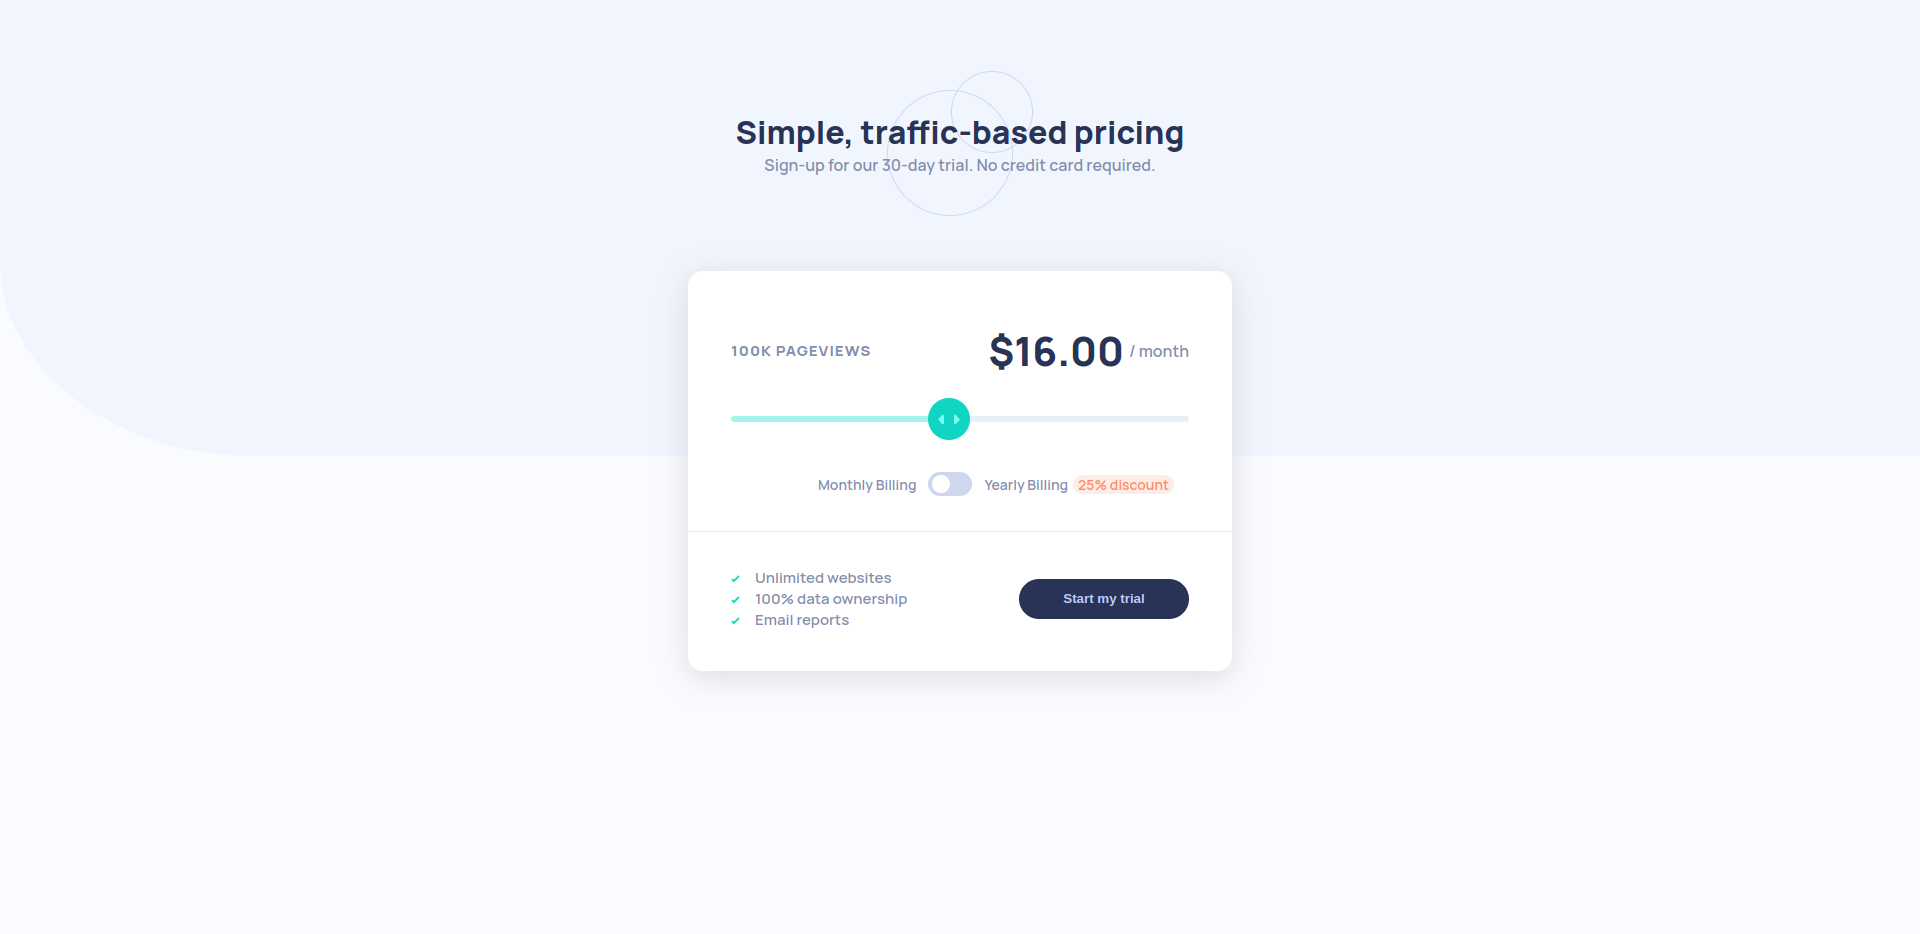 Simple, traffic-based pricing
Sign-up for our 30-day trial. No credit card required.
100K PAGEVIEWS $16.00 / month
Monthly Billing Yearly Billing 25% discount
Unlimited websites
100% data ownership
Email reports
Start my trial